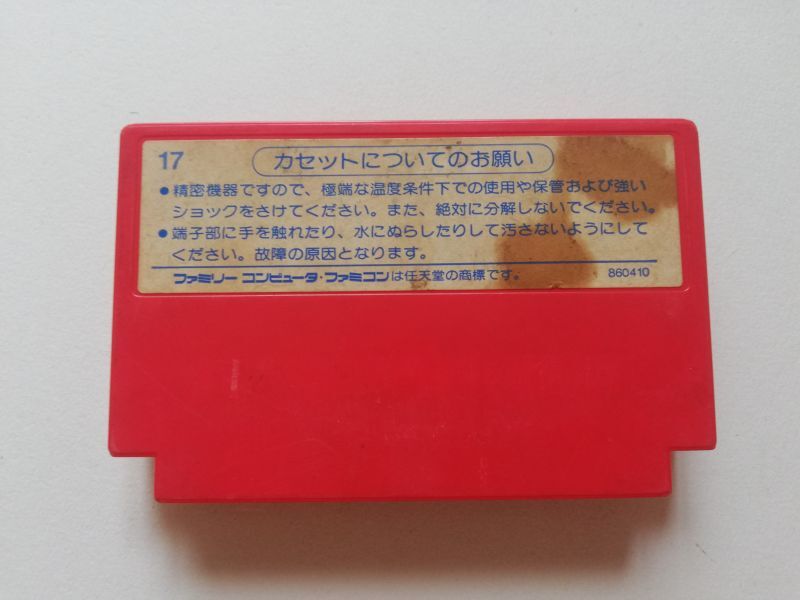 17
カセットについてのお願い
●精密機器ですので、極端な温度条件下での使用や保管および強い
ショックをさけてください。また、絶対に分解しないでください。
●端子部に手を触れたり、水にぬらしたりして汚さないようにして
ください。故障の原因となります。
ファミリー コンピュータ・ファミコンは任天堂の商標です。
860410